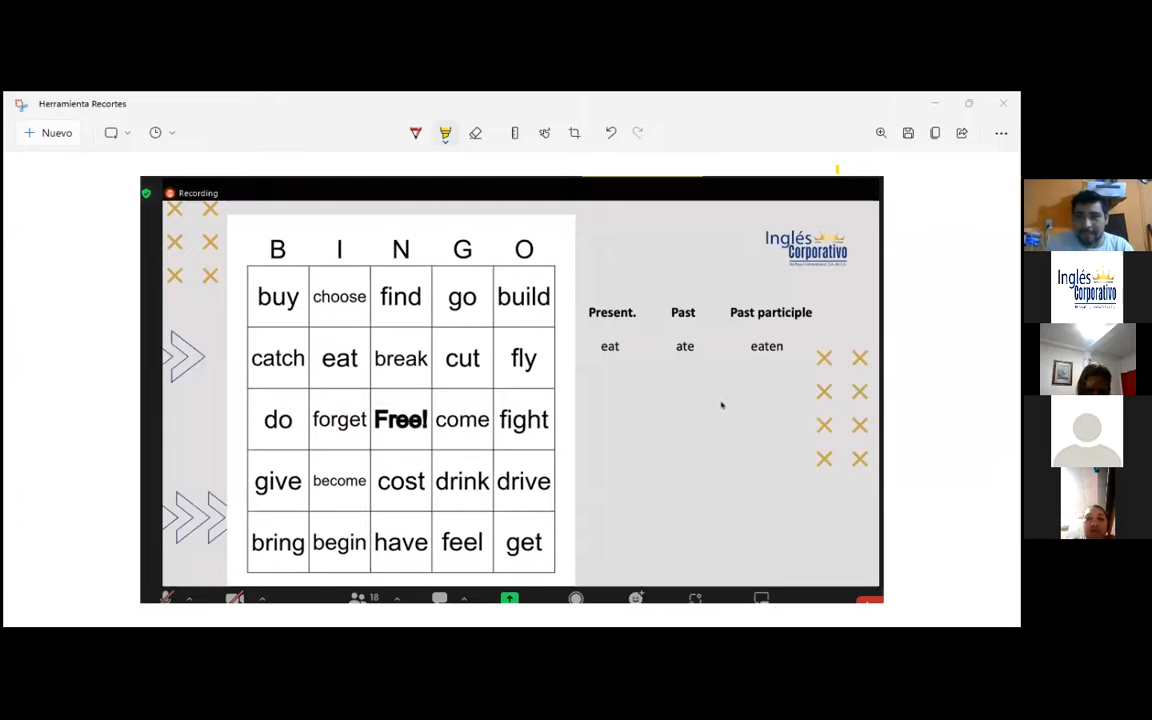 Herramienta Recortes
Nuevo
Recording
B I N G O
buy choose find go build
catch eat break cut fly
do forget Free! come fight
give become cost drink drive
bring begin have feel get
Inglés
Corporativo
Present. Past Past participle
eat ate eaten
18
Inglés
Corporativo